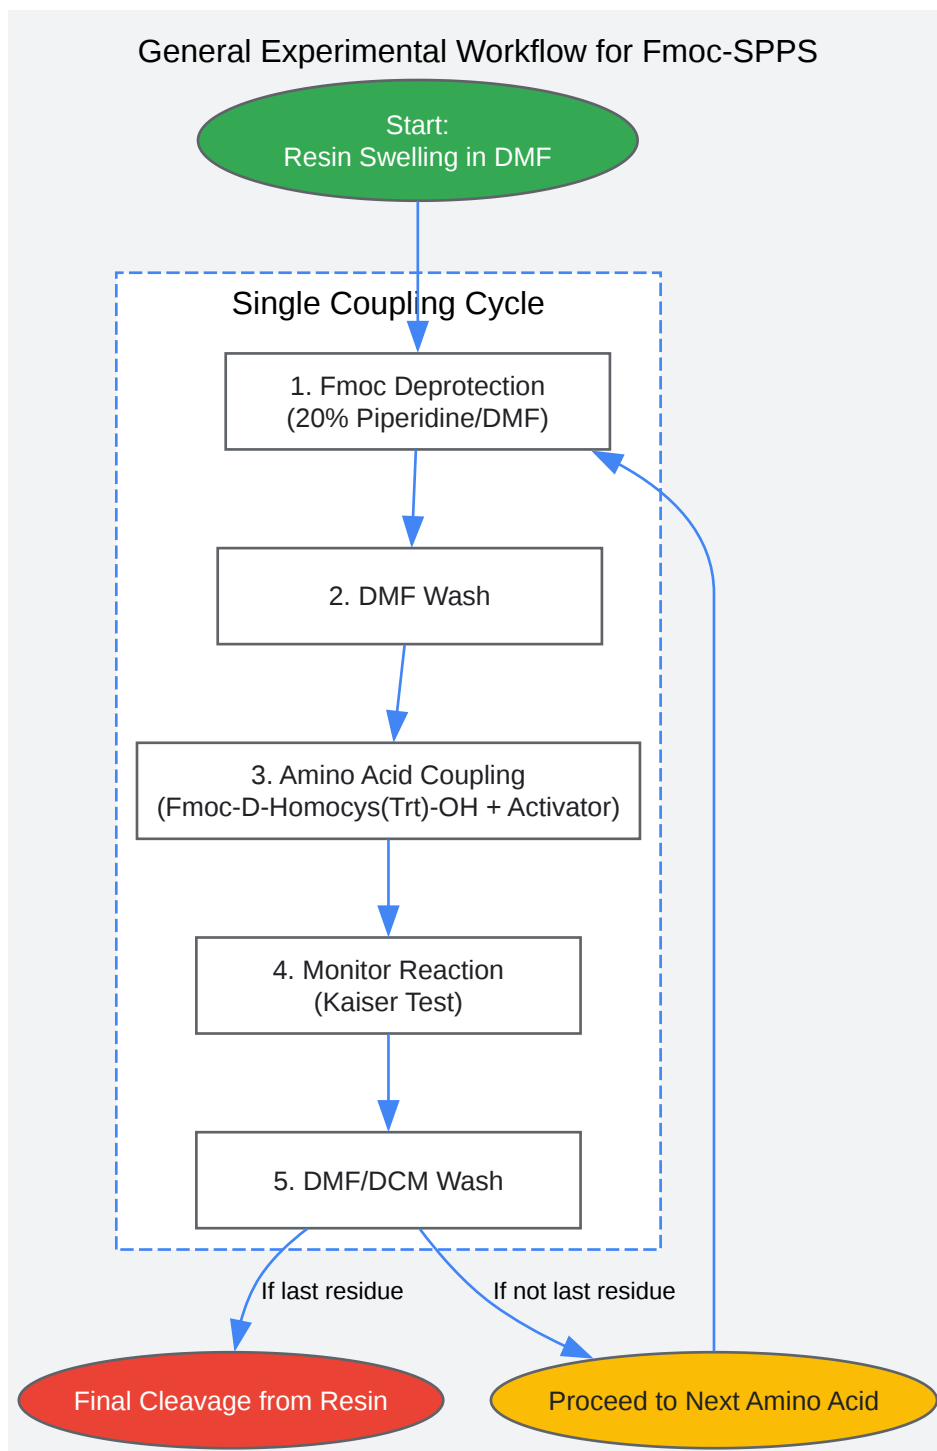 General Experimental Workflow for Fmoc-SPPS
Start:
Resin Swelling in DMF
Single Coupling Cycle
1. Fmoc Deprotection
(20% Piperidine/DMF)
2. DMF Wash
3. Amino Acid Coupling
(Fmoc-D-Homocys(Trt)-OH + Activator)
4. Monitor Reaction
(Kaiser Test)
5. DMF/DCM Wash
If last residue
If not last residue
Final Cleavage from Resin
Proceed to Next Amino Acid